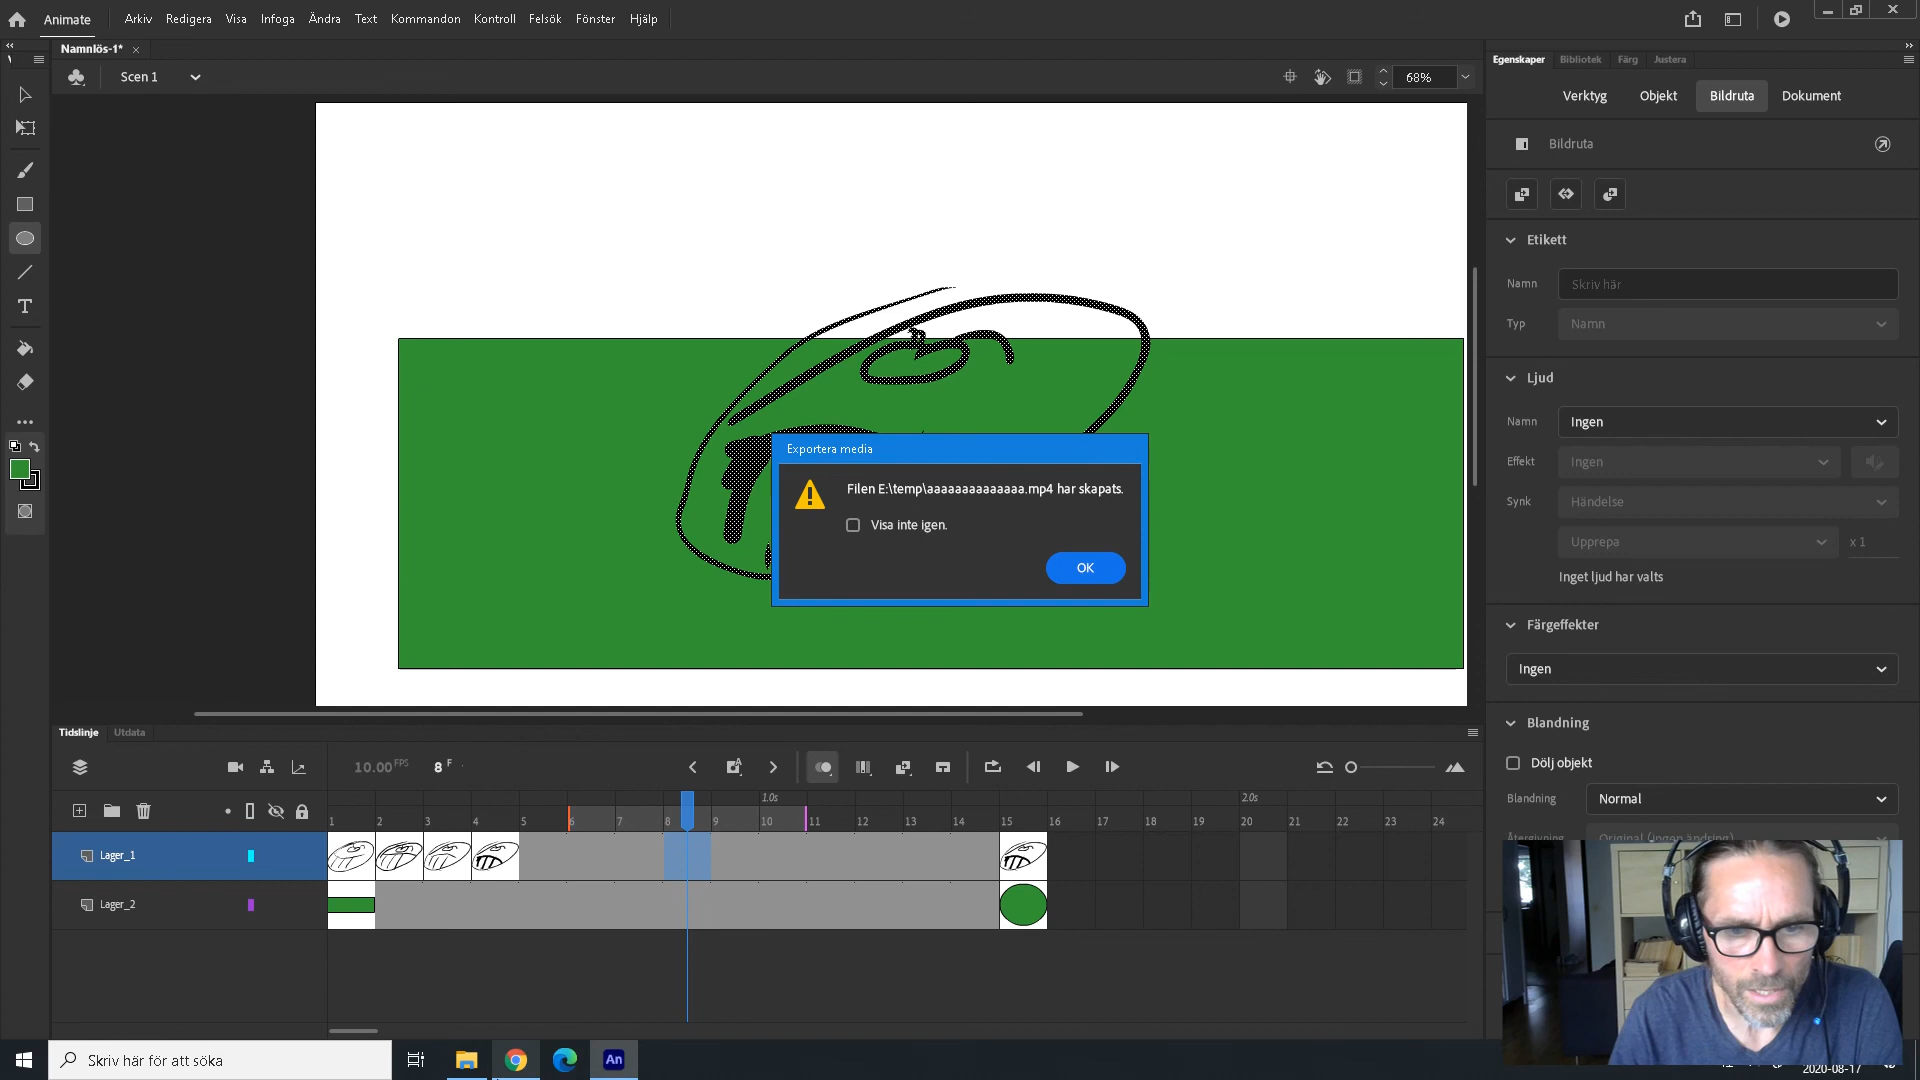 Animate Arkiv Redigera Visa Infoga Ändra Text Kommandon Kontroll Felsök Fönster Hjälp
Namnlös-1*
Scen 1
68%
Egenskaper Bibliotek Färg Justera
Verktyg Objekt Bildruta Dokument
Bildruta
Etikett
Namn Skriv här
Typ Namn
Ljud
Namn Ingen
Effekt Ingen
Synk Händelse
Upprepa x 1
Inget ljud har valts
Färgeffekter
Ingen
Blandning
Dölj objekt
Blandning Normal
Återgivning Original (ingen ändring)
Exportera media
Filen E:\temp\aaaaaaaaaaaaaa.mp4 har skapats.
Visa inte igen.
OK
Tidslinje Utdata
10.00 FPS 8 F
1.0s 2.0s
1 2 3 4 5 6 7 8 9 10 11 12 13 14 15 16 17 18 19 20 21 22 23 24
Lager_1
Lager_2
Skriv här för att söka
An
2020-08-17